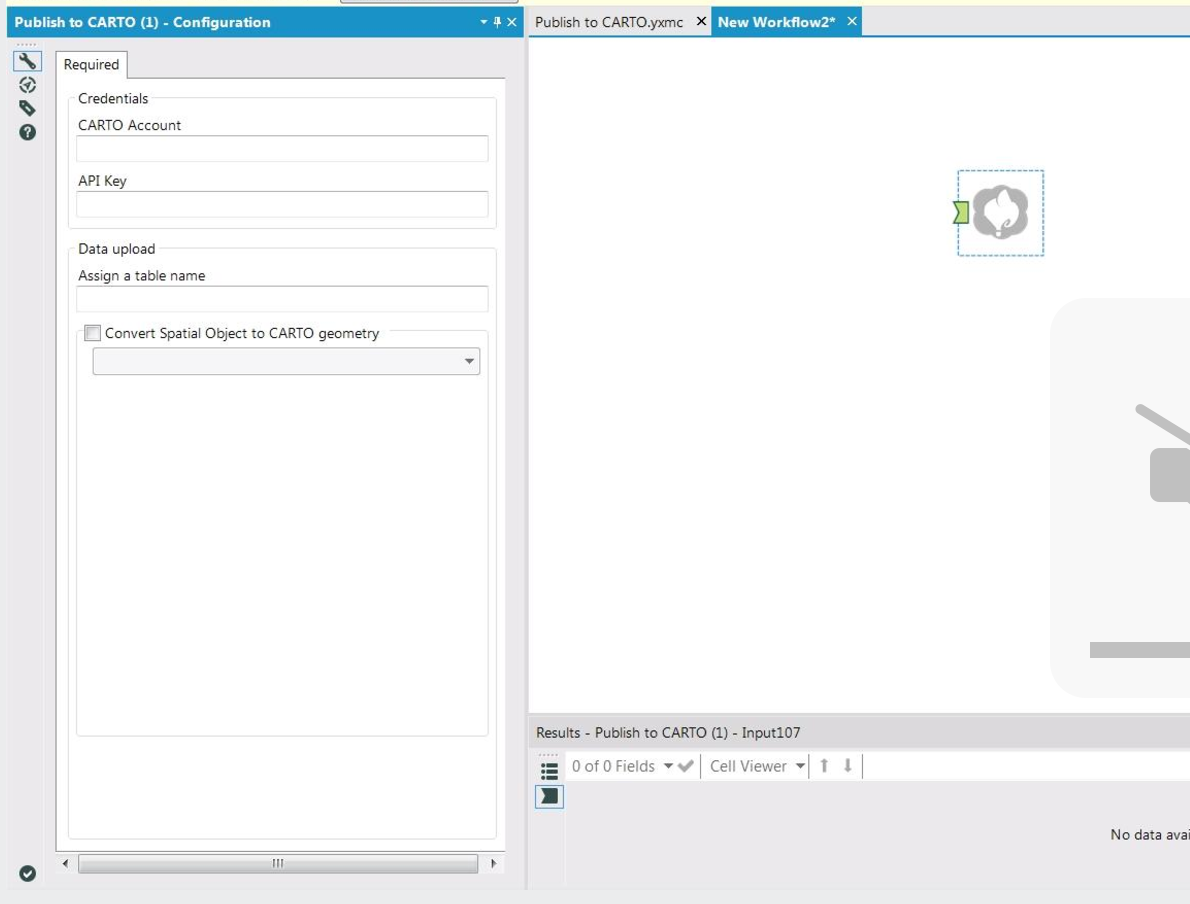 Publish to CARTO (1) - Configuration
Publish to CARTO.yxmc
New Workflow2*
Required
Credentials
CARTO Account
API Key
Data upload
Assign a table name
Convert Spatial Object to CARTO geometry
Results - Publish to CARTO (1) - Input107
0 of 0 Fields
Cell Viewer
No data avai